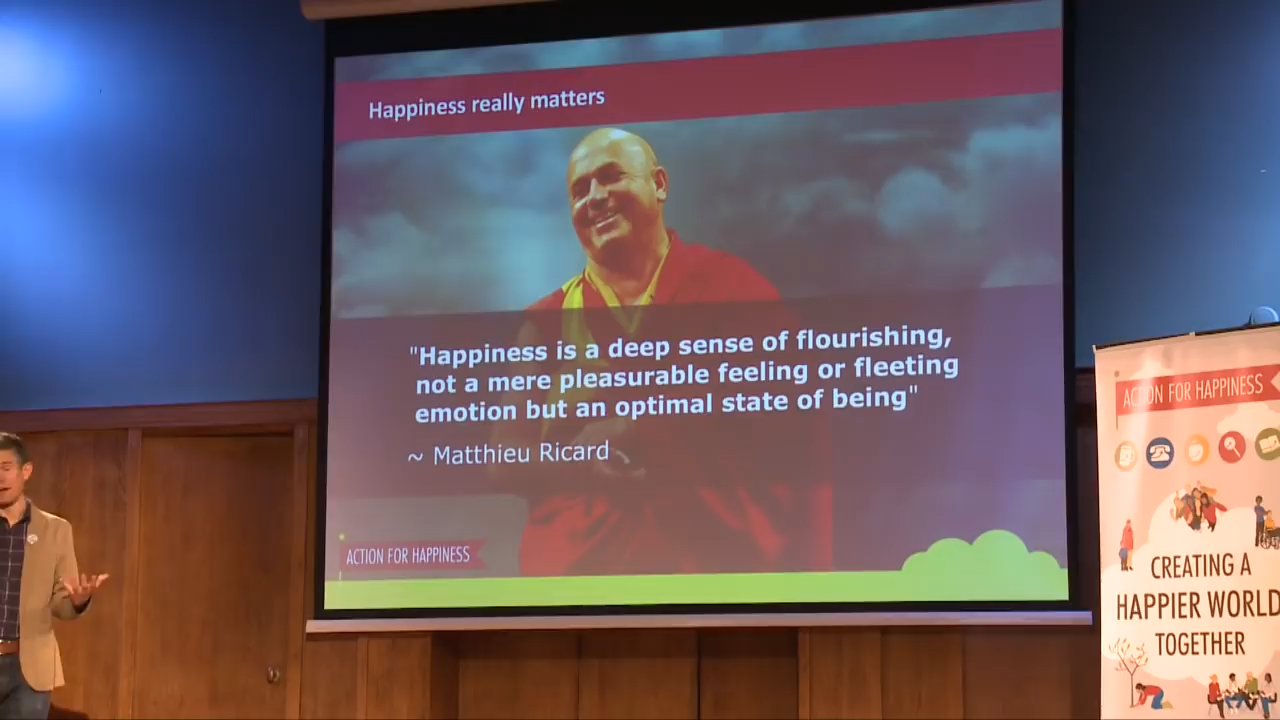 Happiness really matters
"Happiness is a deep sense of flourishing,
not a mere pleasurable feeling or fleeting
emotion but an optimal state of being"
~ Matthieu Ricard
ACTION FOR HAPPINESS
ACTION FOR HAPPINESS
CREATING A
HAPPIER WORLD
TOGETHER